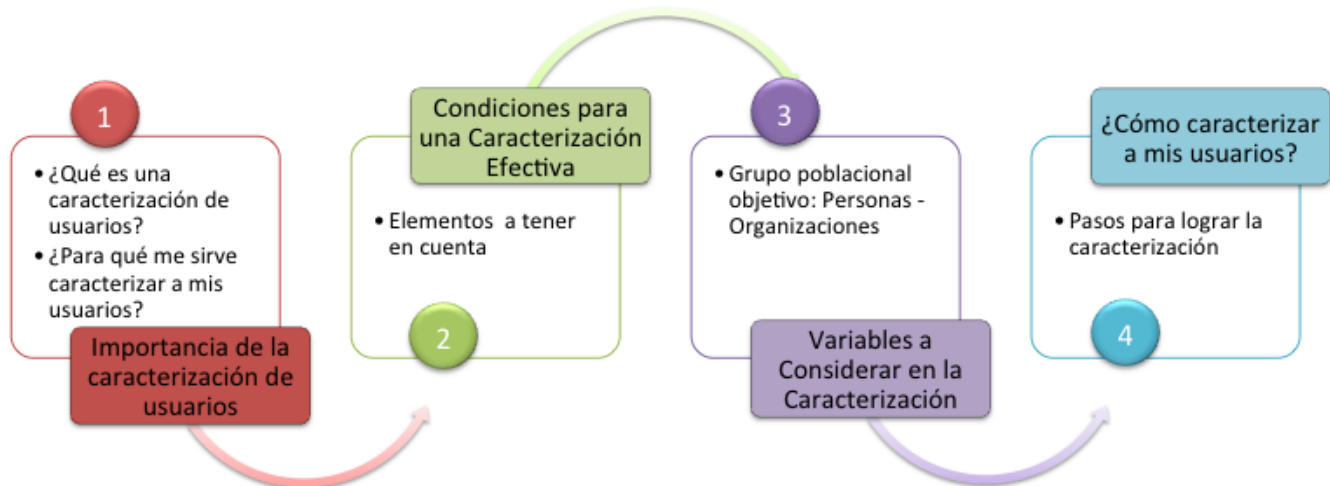 1
• ¿Qué es una
caracterización de
usuarios?
• ¿Para qué me sirve
caracterizar a mis
usuarios?
Importancia de la
caracterización de
usuarios
Condiciones para
una Caracterización
Efectiva
• Elementos a tener
en cuenta
2
3
• Grupo poblacional
objetivo: Personas -
Organizaciones
Variables a
Considerar en la
Caracterización
¿Cómo caracterizar
a mis usuarios?
• Pasos para lograr la
caracterización
4